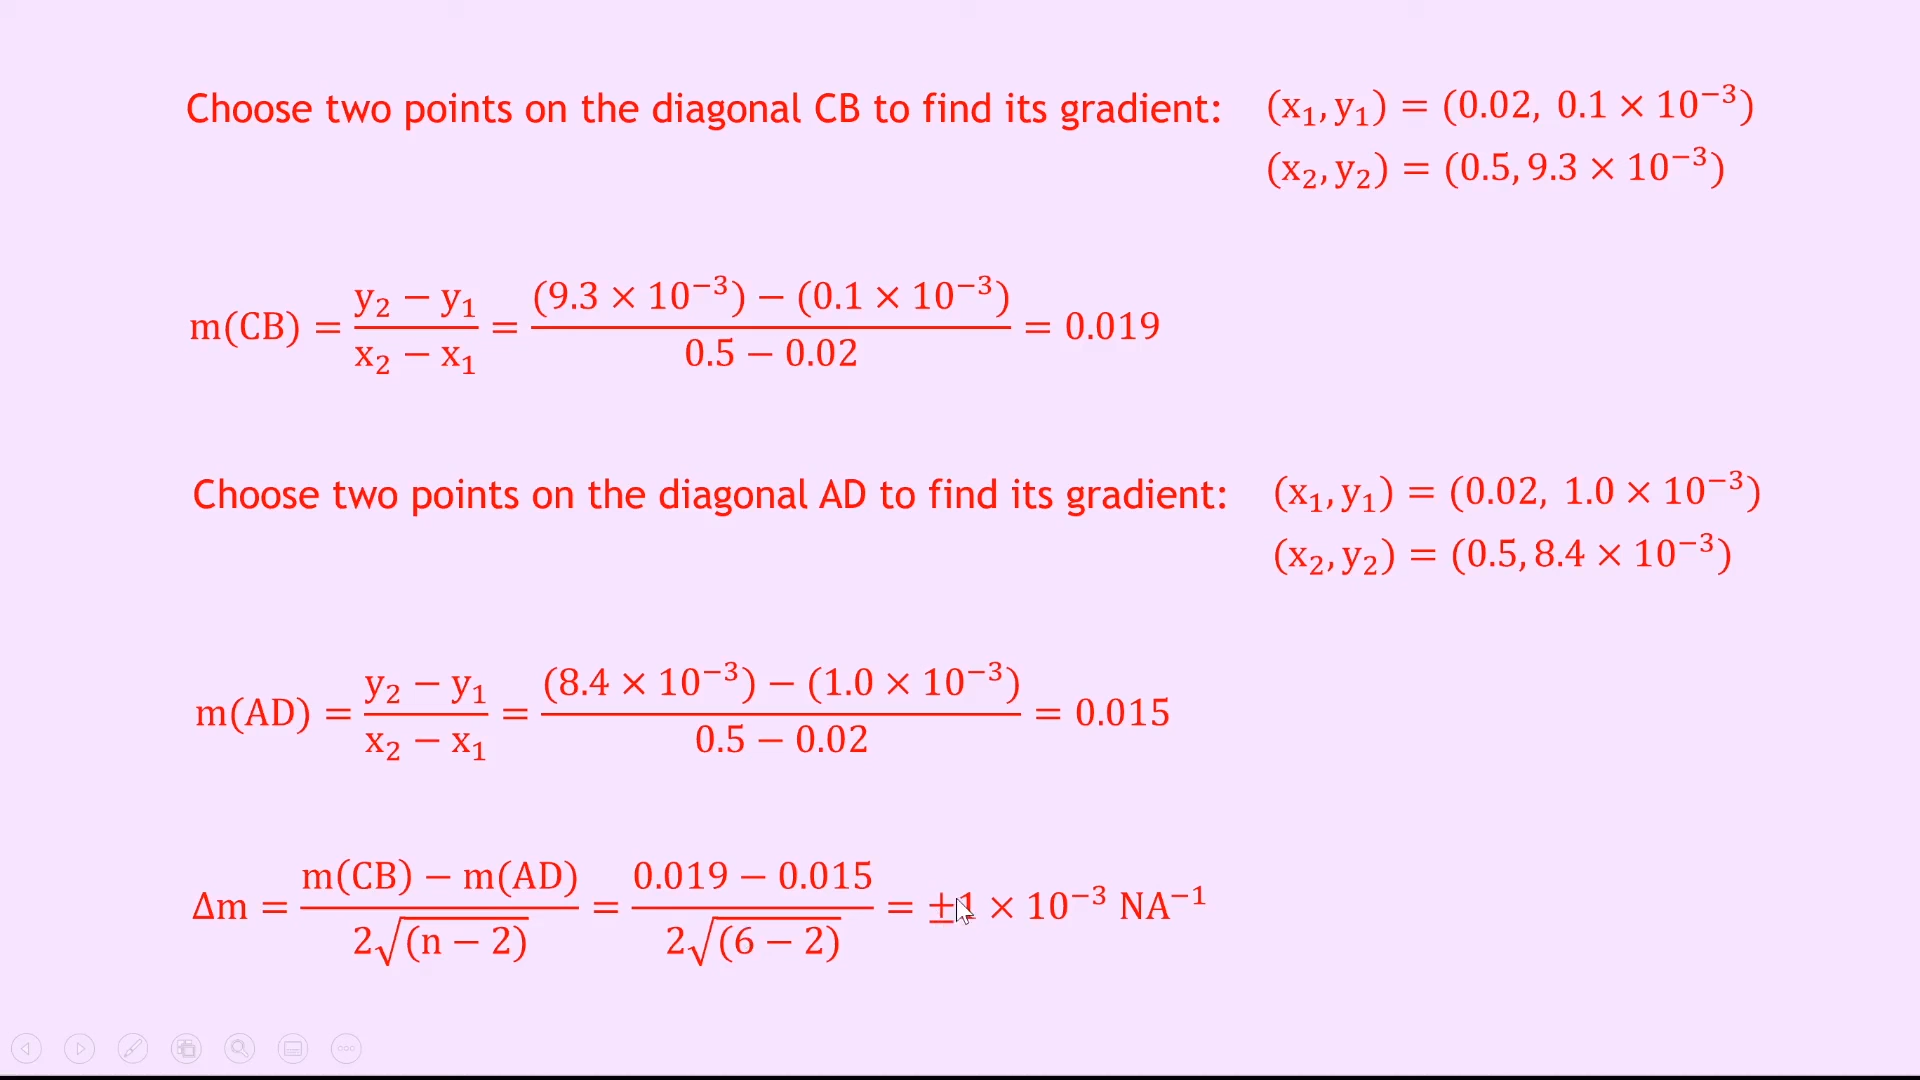 Choose two points on the diagonal CB to find its gradient: (x₁, y₁) = (0.02, 0.1 × 10⁻³)
(x₂, y₂) = (0.5, 9.3 × 10⁻³)
m(CB) = (y₂ − y₁)/(x₂ − x₁) = ((9.3 × 10⁻³) − (0.1 × 10⁻³))/(0.5 − 0.02) = 0.019
Choose two points on the diagonal AD to find its gradient: (x₁, y₁) = (0.02, 1.0 × 10⁻³)
(x₂, y₂) = (0.5, 8.4 × 10⁻³)
m(AD) = (y₂ − y₁)/(x₂ − x₁) = ((8.4 × 10⁻³) − (1.0 × 10⁻³))/(0.5 − 0.02) = 0.015
Δm = (m(CB) − m(AD))/(2√(n − 2)) = (0.019 − 0.015)/(2√(6 − 2)) = ±1 × 10⁻³ NA⁻¹